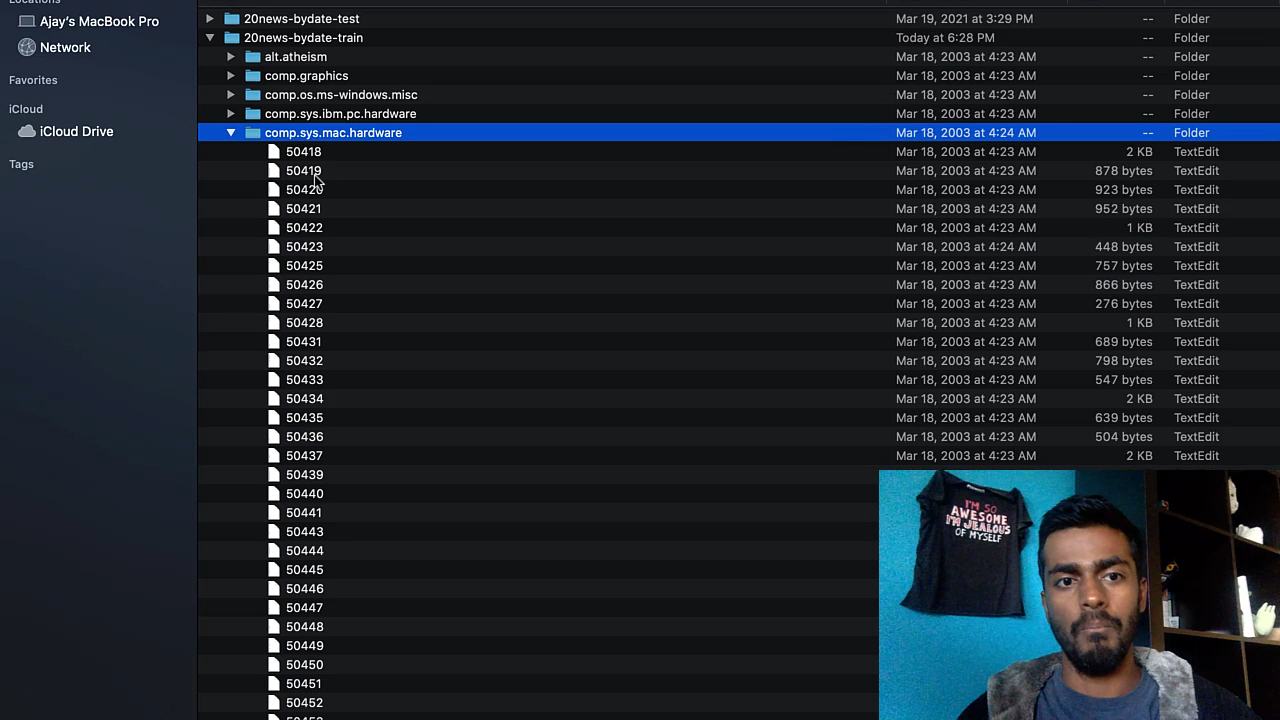 Locations
Ajay's MacBook Pro
Network
Favorites
iCloud
iCloud Drive
Tags
20news-bydate-test Mar 19, 2021 at 3:29 PM -- Folder
20news-bydate-train Today at 6:28 PM -- Folder
alt.atheism Mar 18, 2003 at 4:23 AM -- Folder
comp.graphics Mar 18, 2003 at 4:23 AM -- Folder
comp.os.ms-windows.misc Mar 18, 2003 at 4:23 AM -- Folder
comp.sys.ibm.pc.hardware Mar 18, 2003 at 4:23 AM -- Folder
comp.sys.mac.hardware Mar 18, 2003 at 4:24 AM -- Folder
50418 Mar 18, 2003 at 4:23 AM 2 KB TextEdit
50419 Mar 18, 2003 at 4:23 AM 878 bytes TextEdit
50420 Mar 18, 2003 at 4:23 AM 923 bytes TextEdit
50421 Mar 18, 2003 at 4:23 AM 952 bytes TextEdit
50422 Mar 18, 2003 at 4:23 AM 1 KB TextEdit
50423 Mar 18, 2003 at 4:24 AM 448 bytes TextEdit
50425 Mar 18, 2003 at 4:23 AM 757 bytes TextEdit
50426 Mar 18, 2003 at 4:23 AM 866 bytes TextEdit
50427 Mar 18, 2003 at 4:23 AM 276 bytes TextEdit
50428 Mar 18, 2003 at 4:23 AM 1 KB TextEdit
50431 Mar 18, 2003 at 4:23 AM 689 bytes TextEdit
50432 Mar 18, 2003 at 4:23 AM 798 bytes TextEdit
50433 Mar 18, 2003 at 4:23 AM 547 bytes TextEdit
50434 Mar 18, 2003 at 4:23 AM 2 KB TextEdit
50435 Mar 18, 2003 at 4:23 AM 639 bytes TextEdit
50436 Mar 18, 2003 at 4:23 AM 504 bytes TextEdit
50437 Mar 18, 2003 at 4:23 AM 2 KB TextEdit
50439
50440
50441
50443
50444
50445
50446
50447
50448
50449
50450
50451
50452
I'M SO
AWESOME
I'M JEALOUS
OF MYSELF